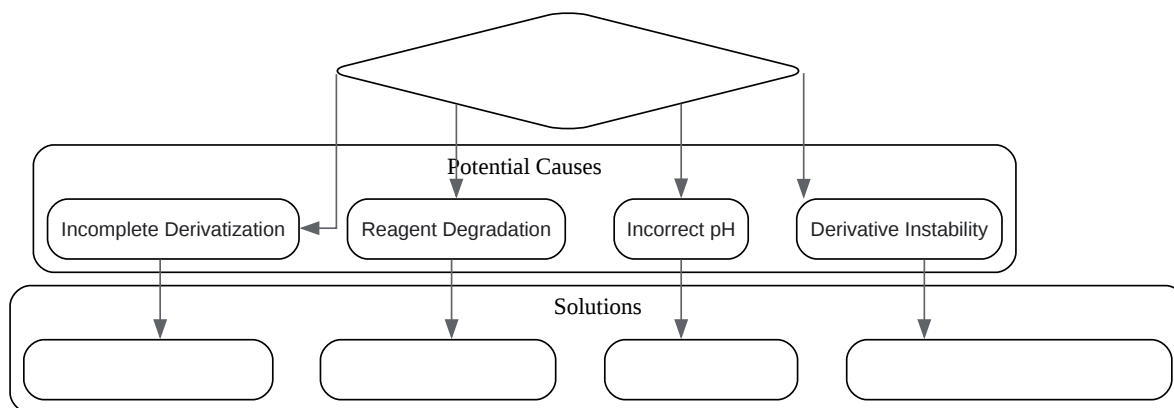 Potential Causes
Incomplete Derivatization
Reagent Degradation
Incorrect pH
Derivative Instability
Solutions